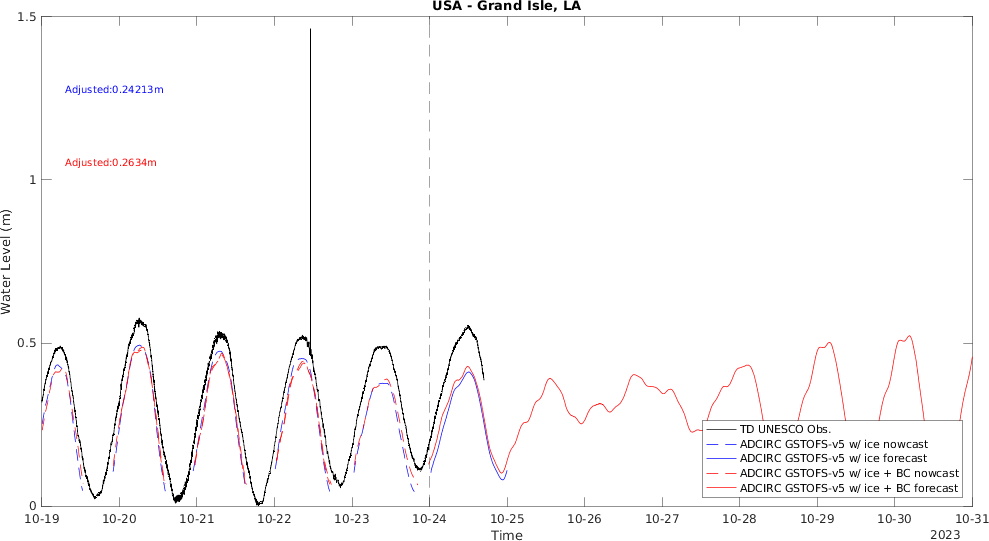 USA - Grand Isle, LA
1.5
Adjusted:0.24213m
1
Adjusted:0.2634m
Water Level (m)
0.5
TD UNESCO Obs.
ADCIRC GSTOFS-v5 w/ ice nowcast
ADCIRC GSTOFS-v5 w/ ice forecast
ADCIRC GSTOFS-v5 w/ ice + BC nowcast
ADCIRC GSTOFS-v5 w/ ice + BC forecast
0
10-19 10-20 10-21 10-22 10-23 10-24 10-25 10-26 10-27 10-28 10-29 10-30 10-31
Time
2023